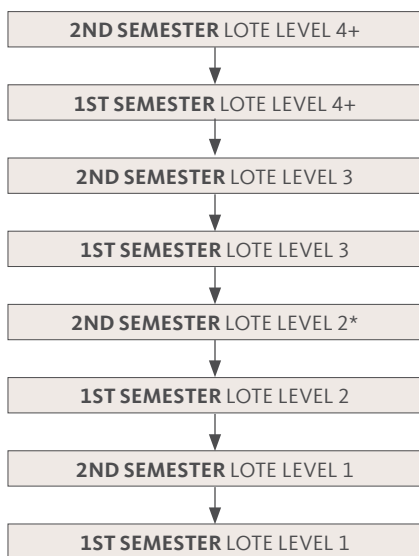 2ND SEMESTER LOTE LEVEL 4+
1ST SEMESTER LOTE LEVEL 4+
2ND SEMESTER LOTE LEVEL 3
1ST SEMESTER LOTE LEVEL 3
2ND SEMESTER LOTE LEVEL 2*
1ST SEMESTER LOTE LEVEL 2
2ND SEMESTER LOTE LEVEL 1
1ST SEMESTER LOTE LEVEL 1